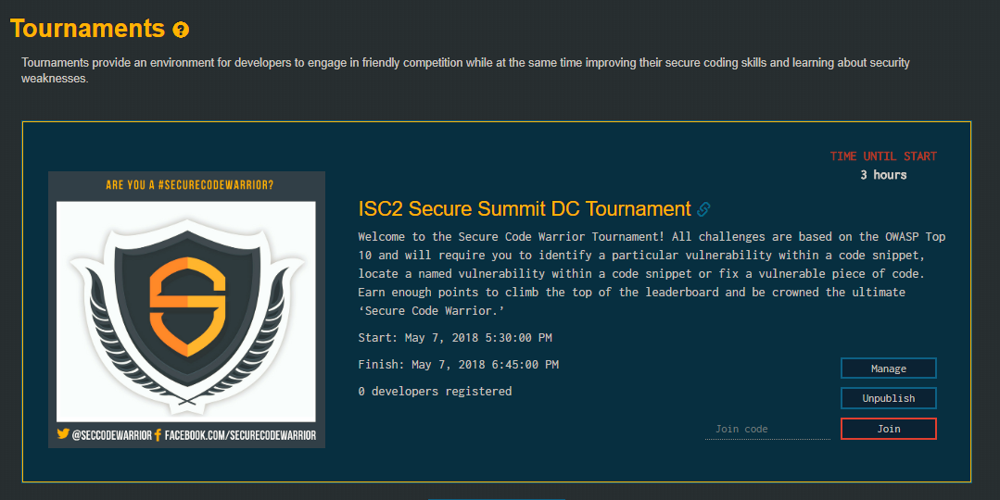 Tournaments ?
Tournaments provide an environment for developers to engage in friendly competition while at the same time improving their secure coding skills and learning about security
weaknesses.
TIME UNTIL START
3 hours
ARE YOU A #SECURECODEWARRIOR?
ISC2 Secure Summit DC Tournament
Welcome to the Secure Code Warrior Tournament! All challenges are based on the OWASP Top
10 and will require you to identify a particular vulnerability within a code snippet,
locate a named vulnerability within a code snippet or fix a vulnerable piece of code.
Earn enough points to climb the top of the leaderboard and be crowned the ultimate
‘Secure Code Warrior.’
Start: May 7, 2018 5:30:00 PM
Finish: May 7, 2018 6:45:00 PM
0 developers registered
Manage
Unpublish
Join code
Join
@SECCODEWARRIOR f FACEBOOK.COM/SECURECODEWARRIOR